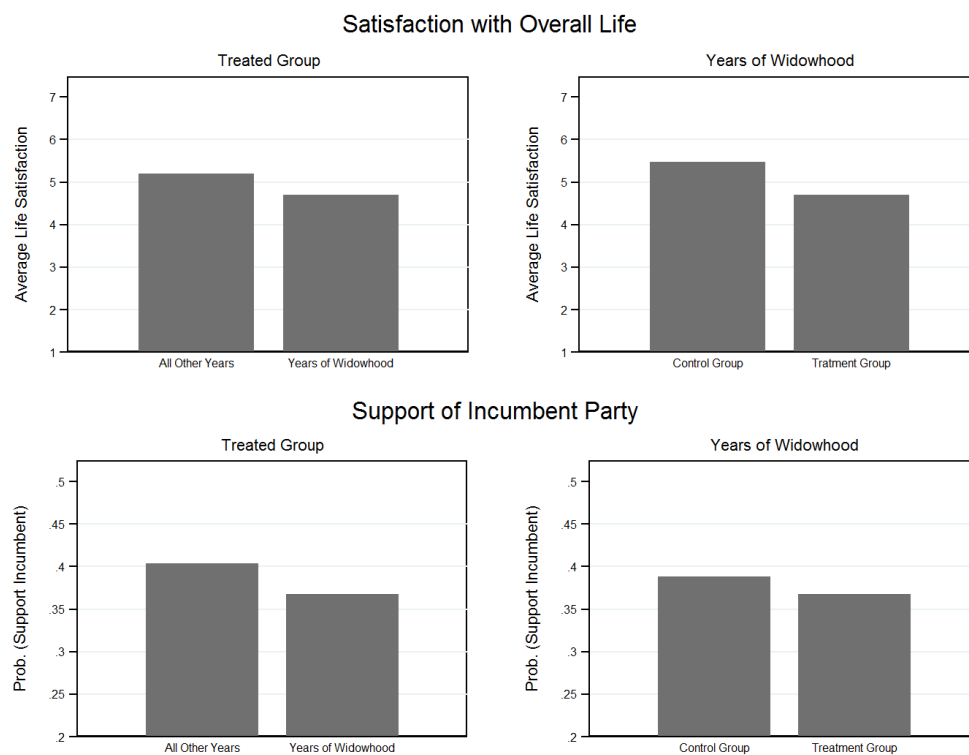 Satisfaction with Overall Life
Treated Group
Average Life Satisfaction
7
6
5
4
3
2
1
All Other Years
Years of Widowhood
Years of Widowhood
Average Life Satisfaction
7
6
5
4
3
2
1
Control Group
Tratment Group
Support of Incumbent Party
Treated Group
Prob. (Support Incumbent)
.5
.45
.4
.35
.3
.25
.2
All Other Years
Years of Widowhood
Years of Widowhood
Prob. (Support Incumbent)
.5
.45
.4
.35
.3
.25
.2
Control Group
Treatment Group